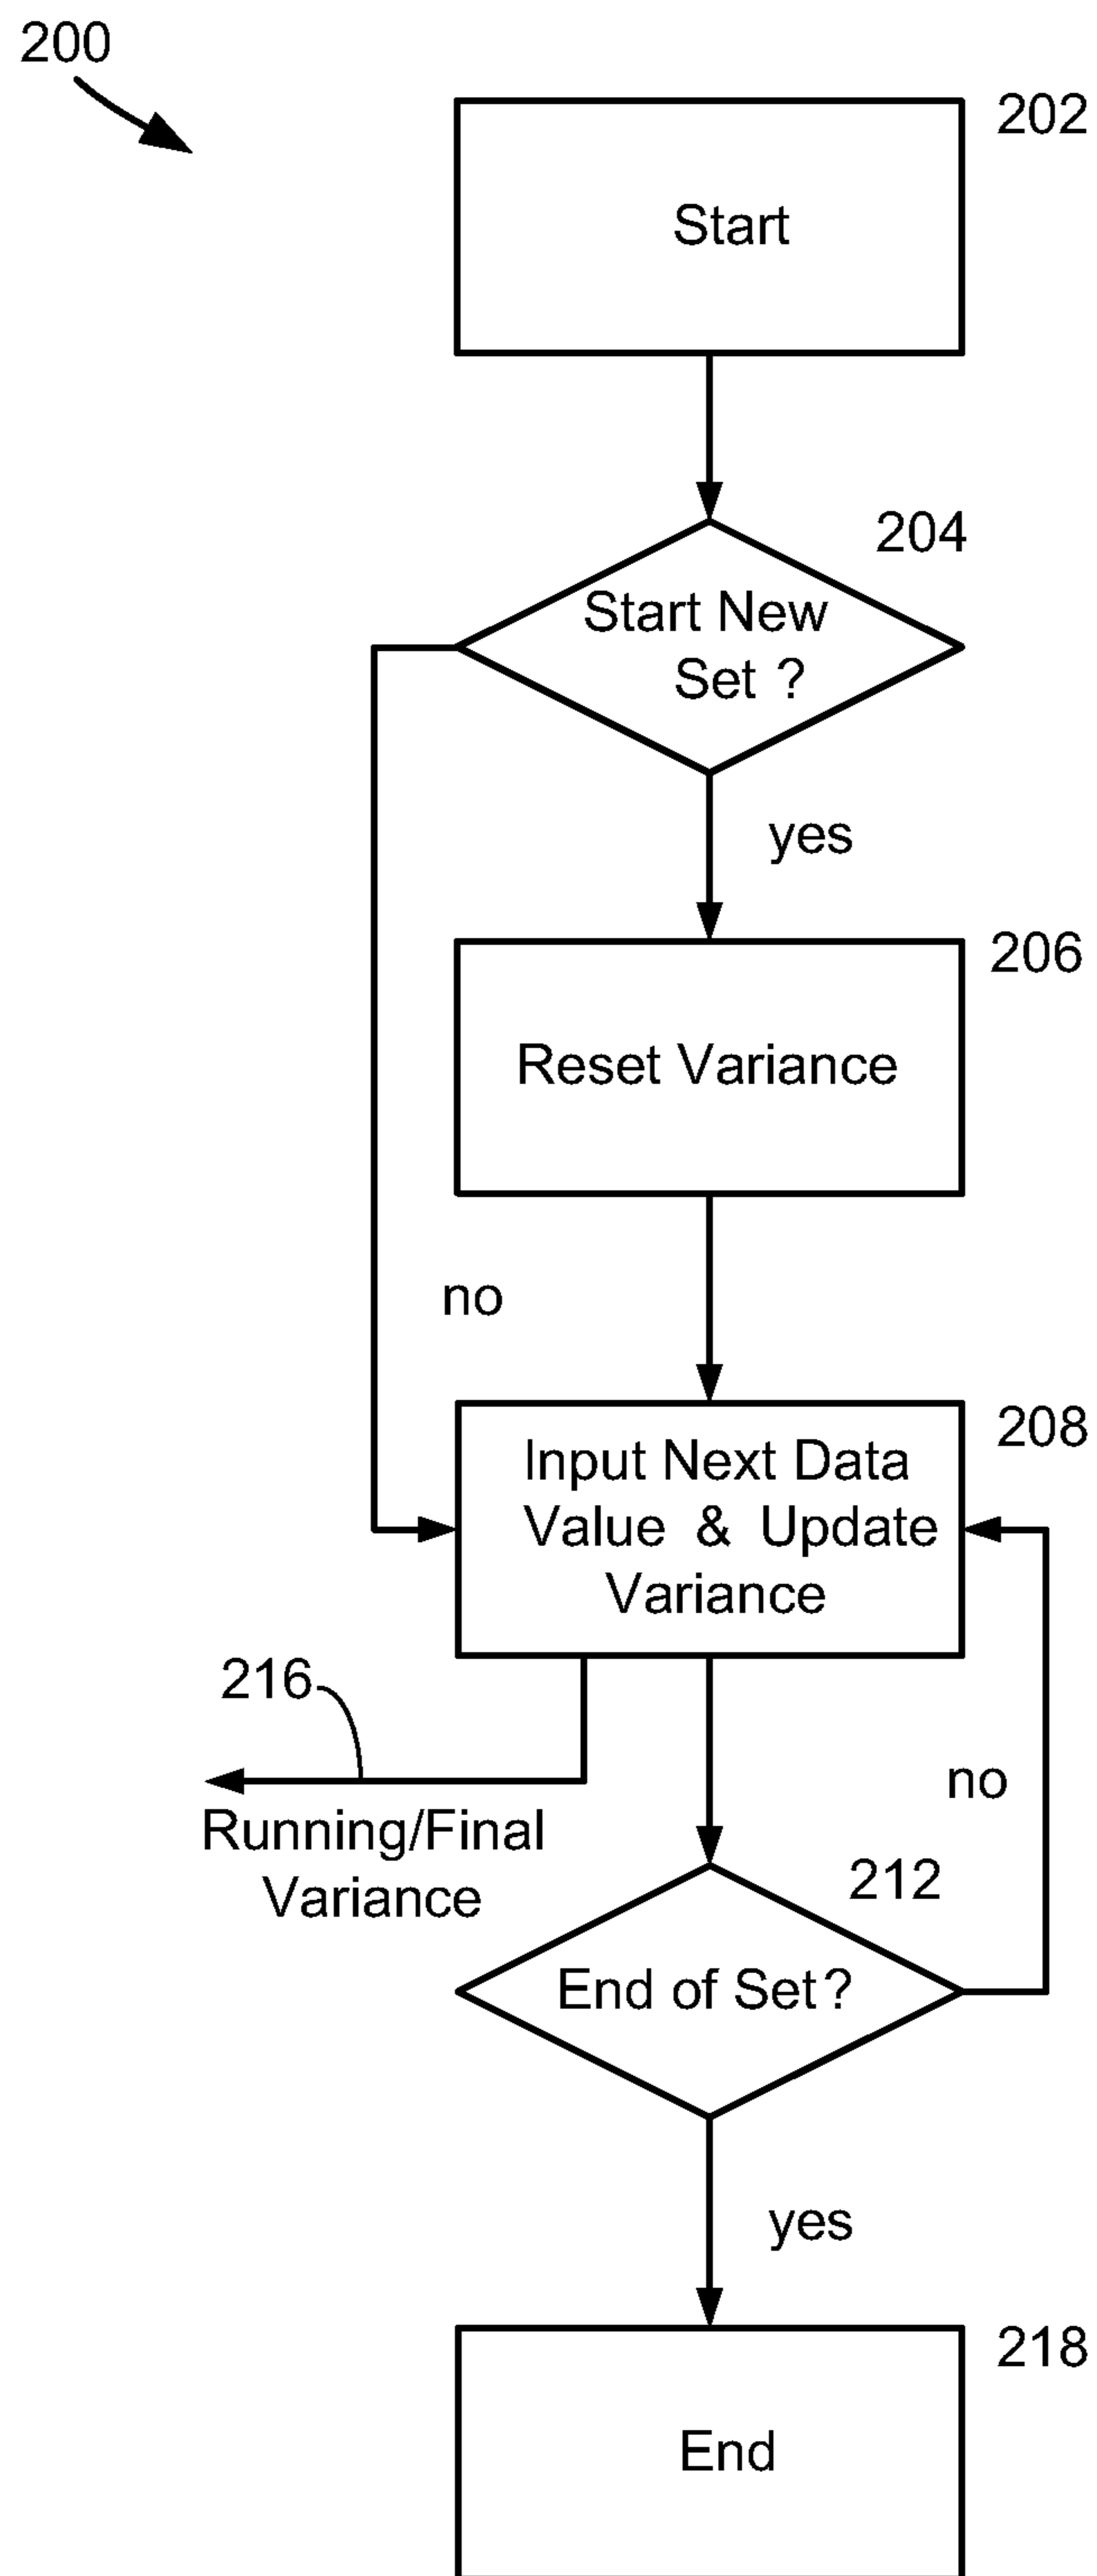 200
202
Start
204
Start New
Set ?
yes
206
Reset Variance
no
208
Input Next Data
Value & Update
Variance
216
no
Running/Final
Variance
212
End of Set?
yes
218
End